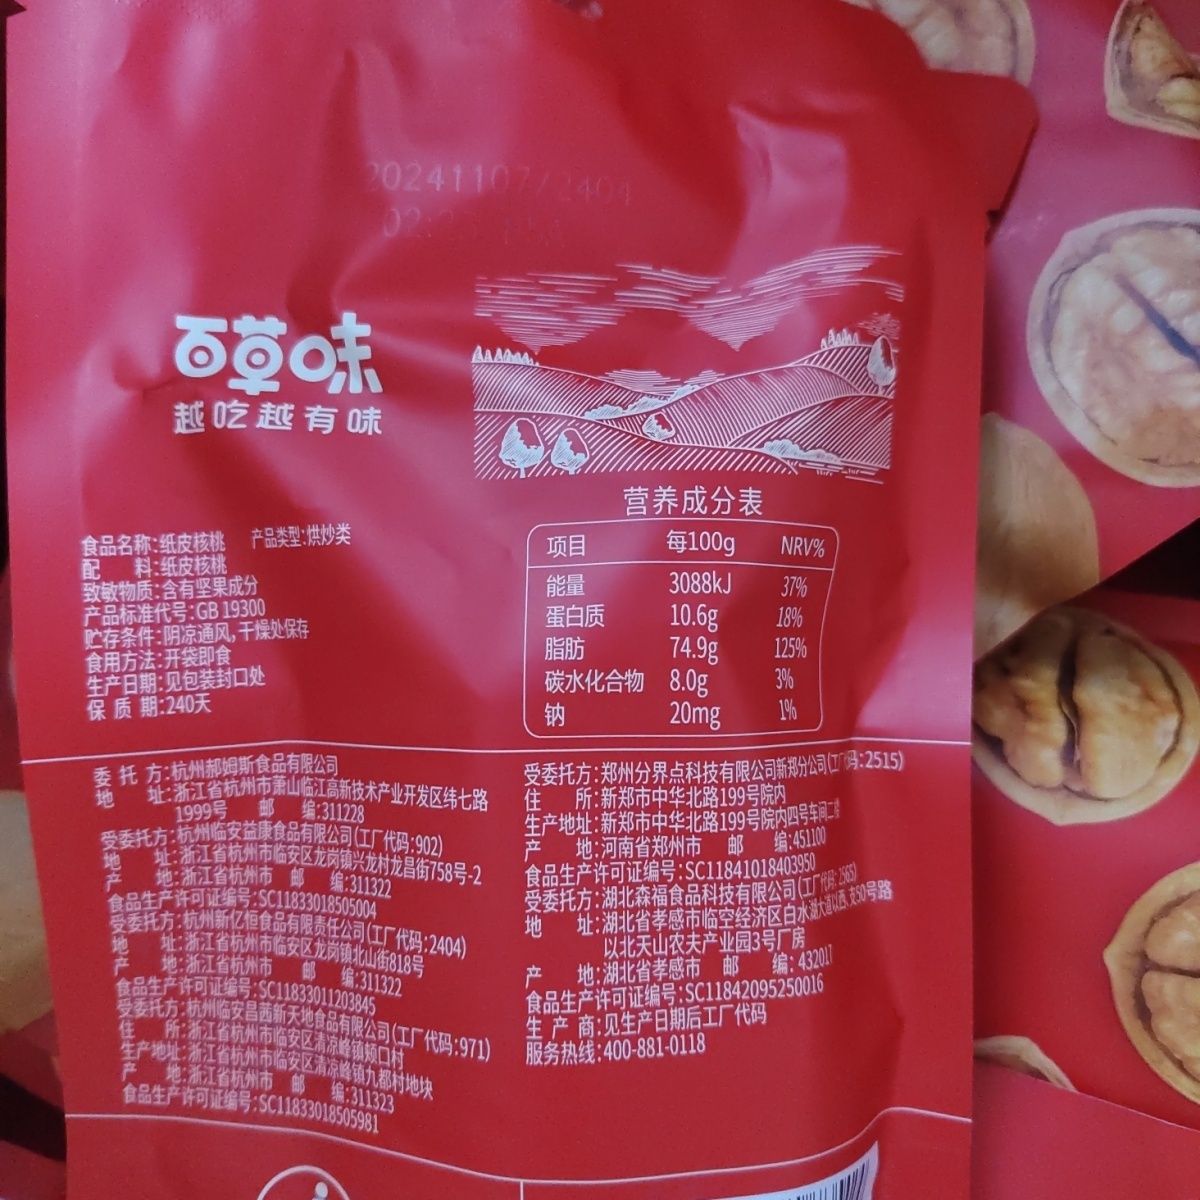 20241107/2404
百草味
越吃越有味
营养成分表
项目 每100g NRV%
能量 3088kJ 37%
蛋白质 10.6g 18%
脂肪 74.9g 125%
碳水化合物 8.0g 3%
钠 20mg 1%
食品名称:纸皮核桃 产品类型:烘炒类
配 料:纸皮核桃
致敏物质:含有坚果成分
产品标准代号:GB 19300
贮存条件:阴凉通风,干燥处保存
食用方法:开袋即食
生产日期:见包装封口处
保 质 期:240天
委 托 方:杭州郝姆斯食品有限公司
地 址:浙江省杭州市萧山临江高新技术产业开发区纬七路
1999号 邮 编:311228
受委托方:杭州临安益康食品有限公司(工厂代码:902)
地 址:浙江省杭州市临安区龙岗镇兴龙村龙昌街758号-2
产 地:浙江省杭州市 邮 编:311322
食品生产许可证编号:SC11833018505004
受委托方:杭州新亿恒食品有限责任公司(工厂代码:2404)
地 址:浙江省杭州市临安区龙岗镇北山街818号
产 地:浙江省杭州市 邮 编:311322
食品生产许可证编号:SC11833011203845
受委托方:杭州临安昌西新天地食品有限公司(工厂代码:971)
住 所:浙江省杭州市临安区清凉峰镇颊口村
生产地址:浙江省杭州市临安区清凉峰镇九都村地块
产 地:浙江省杭州市 邮 编:311323
食品生产许可证编号:SC11833018505981
受委托方:郑州分界点科技有限公司新郑分公司(工厂代码:2515)
住 所:新郑市中华北路199号院内
生产地址:新郑市中华北路199号院内四号车间二楼
产 地:河南省郑州市 邮 编:451100
食品生产许可证编号:SC11841018403950
受委托方:湖北森福食品科技有限公司(工厂代码:2565)
地 址:湖北省孝感市临空经济区白水湖大道以西,支50号路
以北天山农夫产业园3号厂房
产 地:湖北省孝感市 邮 编:432017
食品生产许可证编号:SC11842095250016
生 产 商:见生产日期后工厂代码
服务热线:400-881-0118